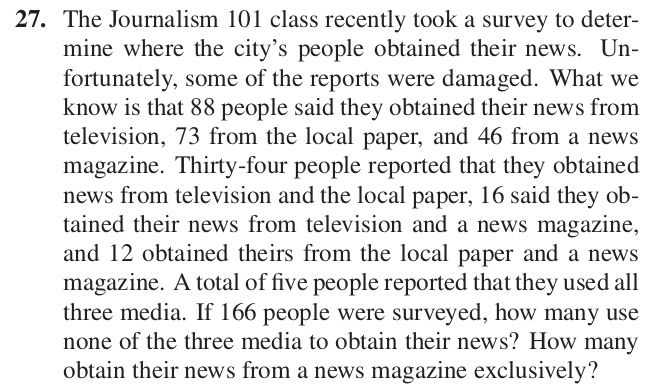 27. The Journalism 101 class recently took a survey to deter-
mine where the city's people obtained their news. Un-
fortunately, some of the reports were damaged. What we
know is that 88 people said they obtained their news from
television, 73 from the local paper, and 46 from a news
magazine. Thirty-four people reported that they obtained
news from television and the local paper, 16 said they ob-
tained their news from television and a news magazine,
and 12 obtained theirs from the local paper and a news
magazine. A total of five people reported that they used all
three media. If 166 people were surveyed, how many use
none of the three media to obtain their news? How many
obtain their news from a news magazine exclusively?